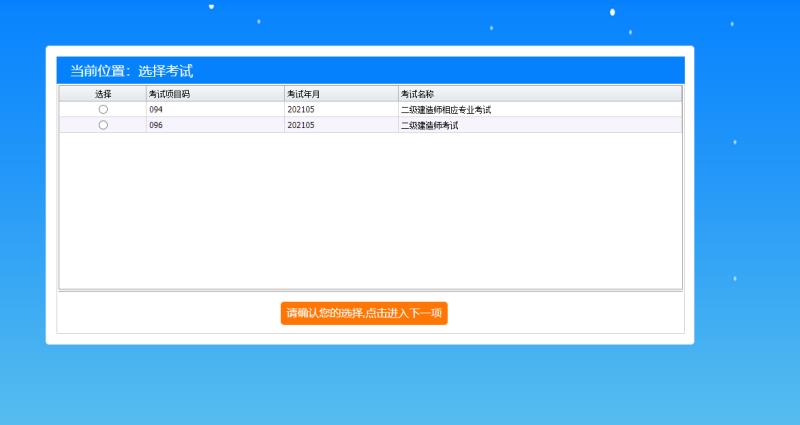 当前位置：选择考试
选择 考试项目码 考试年月 考试名称
094 202105 二级建造师相应专业考试
096 202105 二级建造师考试
请确认您的选择,点击进入下一项